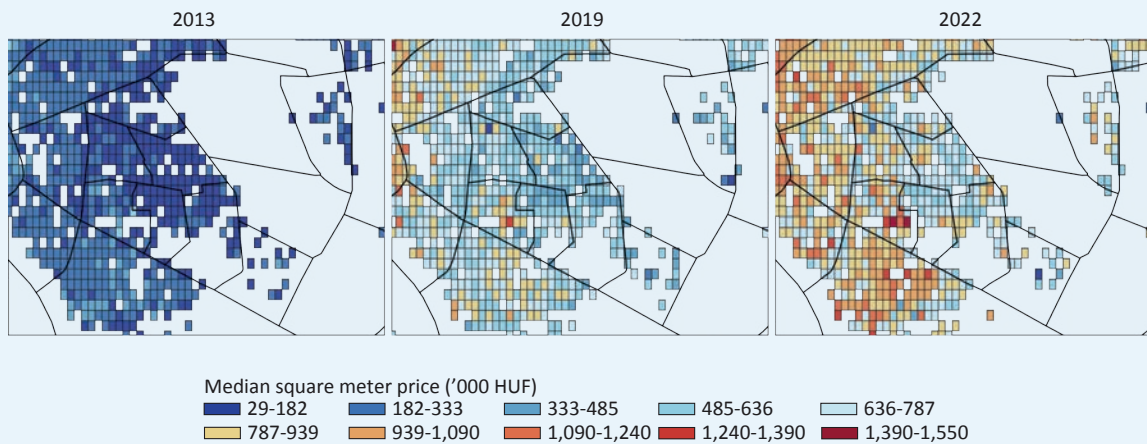 2013 2019 2022
Median square meter price (’000 HUF)
29-182 182-333 333-485 485-636 636-787
787-939 939-1,090 1,090-1,240 1,240-1,390 1,390-1,550